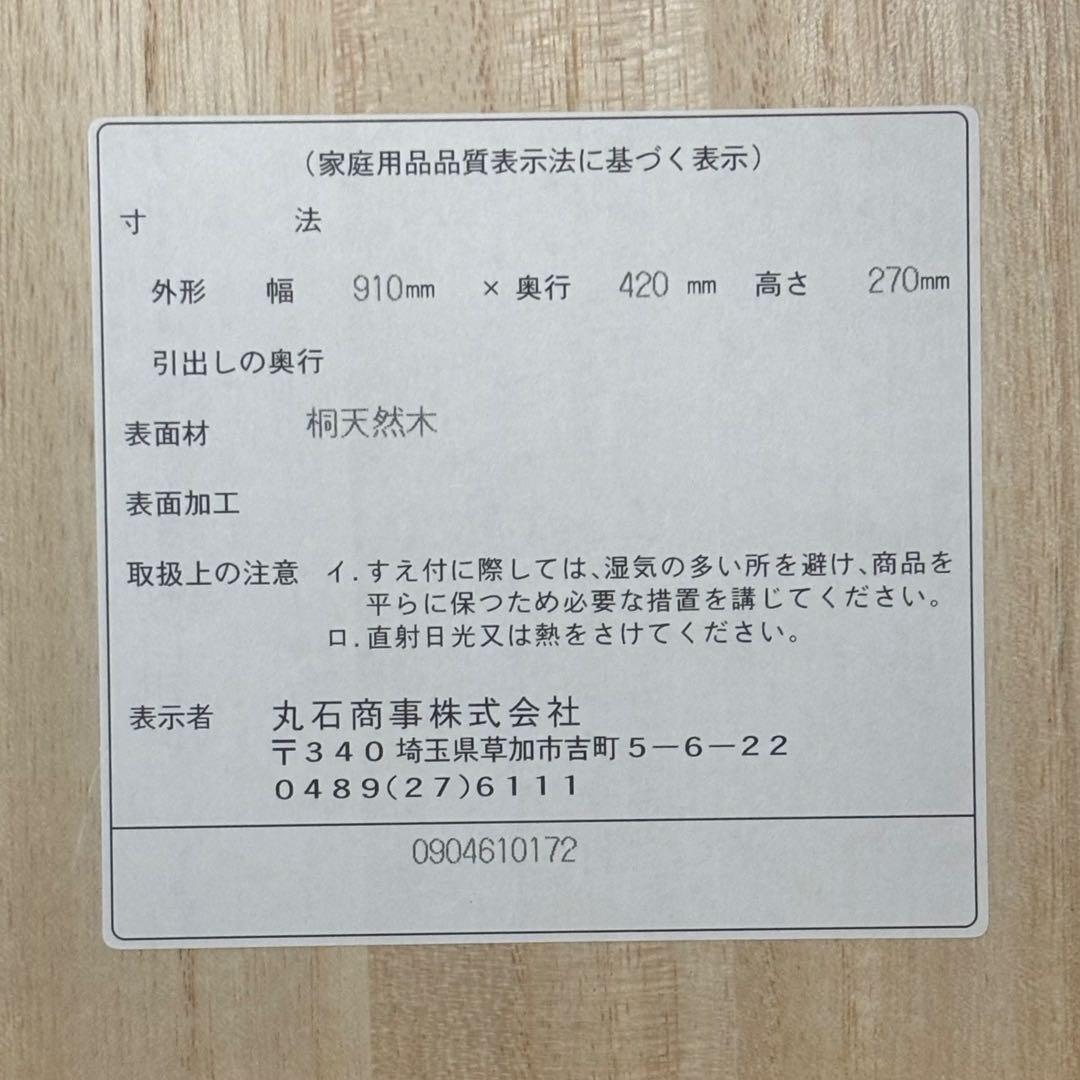 （家庭用品品質表示法に基づく表示）
寸　法
外形　幅　910mm　×　奥行　420 mm　高さ　270mm
引出しの奥行
表面材　桐天然木
表面加工
取扱上の注意　イ．すえ付に際しては、湿気の多い所を避け、商品を
平らに保つため必要な措置を講じてください。
ロ．直射日光又は熱をさけてください。
表示者　丸石商事株式会社
〒３４０ 埼玉県草加市吉町５－６－２２
０４８９（２７）６１１１
0904610172